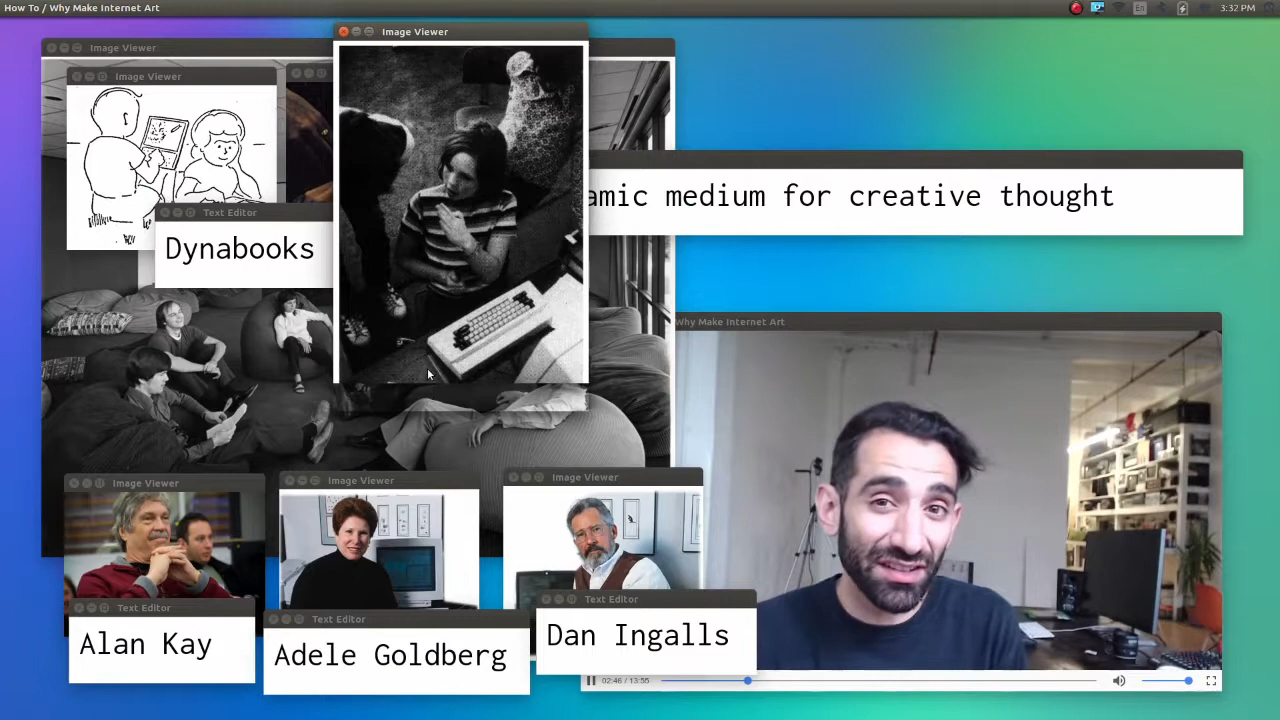 How To / Why Make Internet Art
En
3:32 PM
Image Viewer
Image Viewer
Image Viewer
Text Editor
Dynabooks
amic medium for creative thought
Why Make Internet Art
Image Viewer
Image Viewer
Image Viewer
Text Editor
Alan Kay
Text Editor
Adele Goldberg
Text Editor
Dan Ingalls
02:46 / 13:55